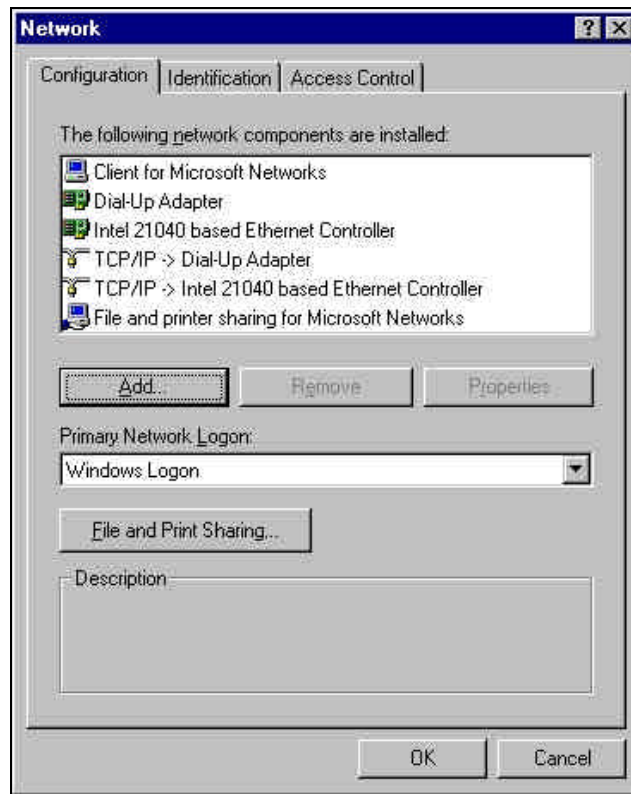 Network
Configuration Identification Access Control
The following network components are installed:
Client for Microsoft Networks
Dial-Up Adapter
Intel 21040 based Ethernet Controller
TCP/IP -> Dial-Up Adapter
TCP/IP -> Intel 21040 based Ethernet Controller
File and printer sharing for Microsoft Networks
Add... Remove Properties
Primary Network Logon:
Windows Logon
File and Print Sharing...
Description
OK Cancel